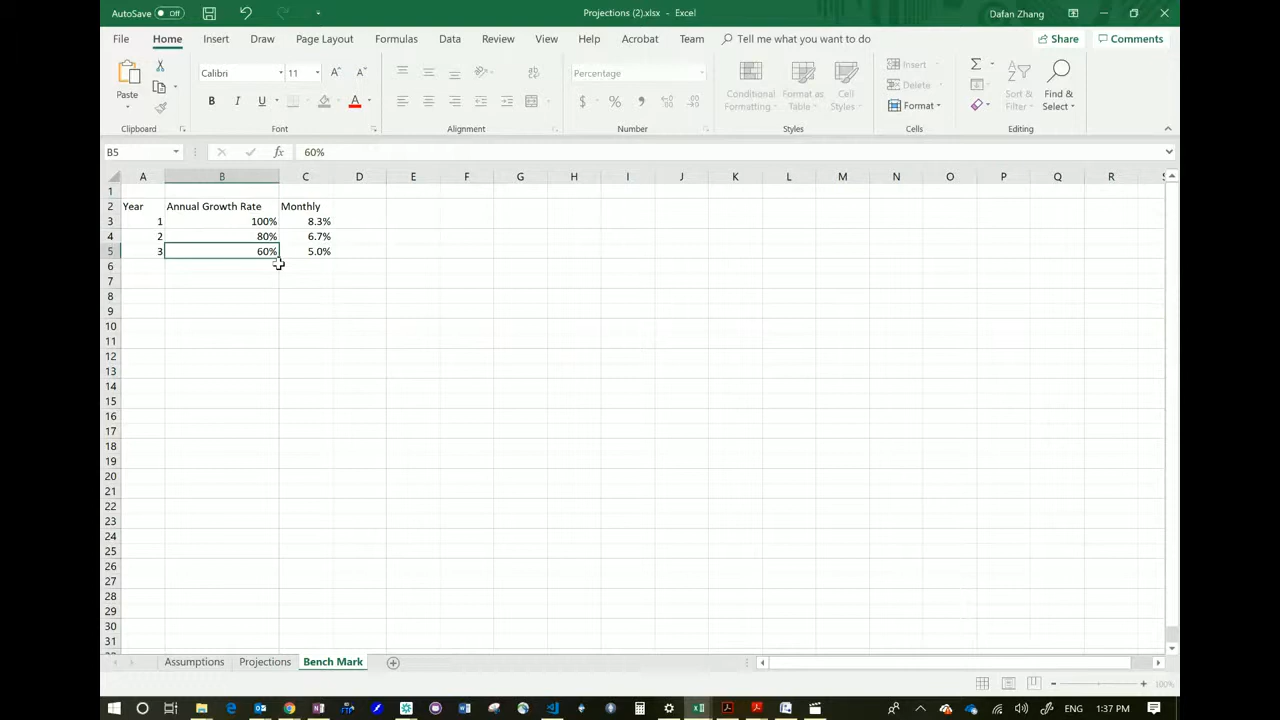 AutoSave Off Projections (2).xlsx - Excel Dafan Zhang
File Home Insert Draw Page Layout Formulas Data Review View Help Acrobat Team Tell me what you want to do Share Comments
Calibri 11 Percentage Insert
Delete
Format
Paste B I U A $ % Conditional Formatting Format as Table Cell Styles Sort & Filter Find & Select
Clipboard Font Alignment Number Styles Cells Editing
B5 fx 60%
A B C D E F G H I J K L M N O P Q R S
1
2 Year Annual Growth Rate Monthly
3 1 100% 8.3%
4 2 80% 6.7%
5 3 60% 5.0%
6
7
8
9
10
11
12
13
14
15
16
17
18
19
20
21
22
23
24
25
26
27
28
29
30
31
Assumptions Projections Bench Mark
100%
ENG 1:37 PM